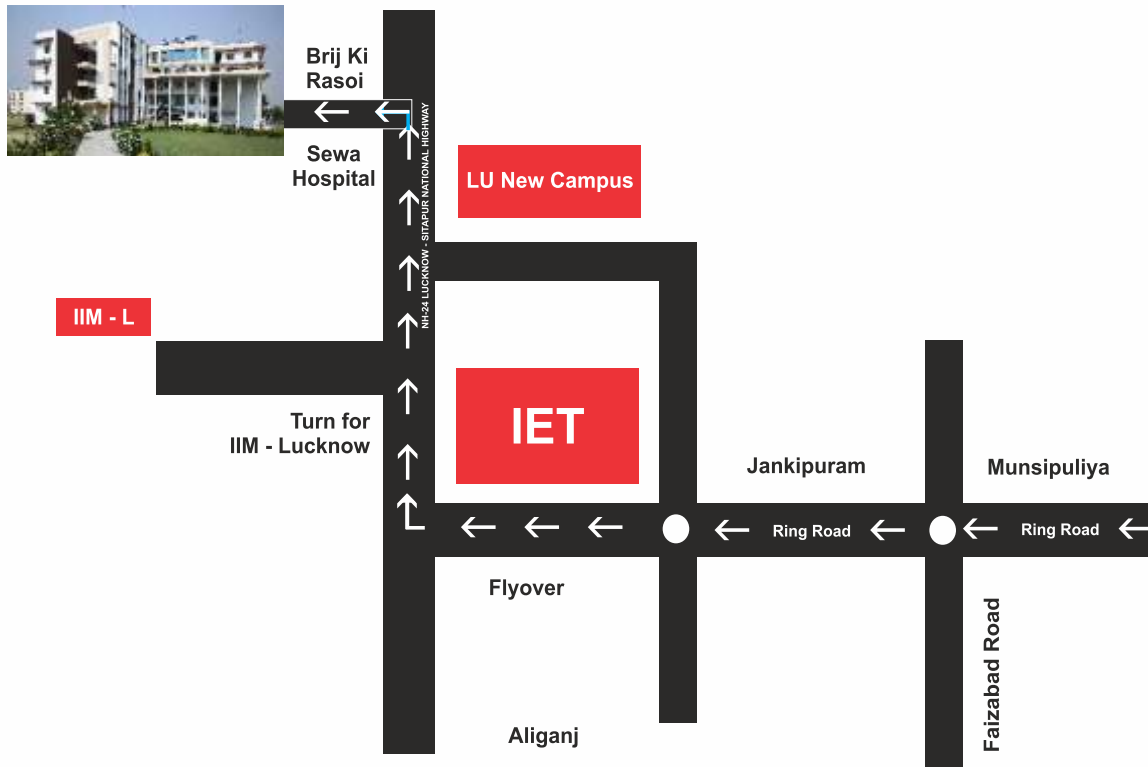 Brij Ki
Rasoi
Sewa
Hospital
NH-24 LUCKNOW - SITAPUR NATIONAL HIGHWAY
LU New Campus
IIM - L
Turn for
IIM - Lucknow
IET
Jankipuram
Munsipuliya
Ring Road
Ring Road
Flyover
Faizabad Road
Aliganj